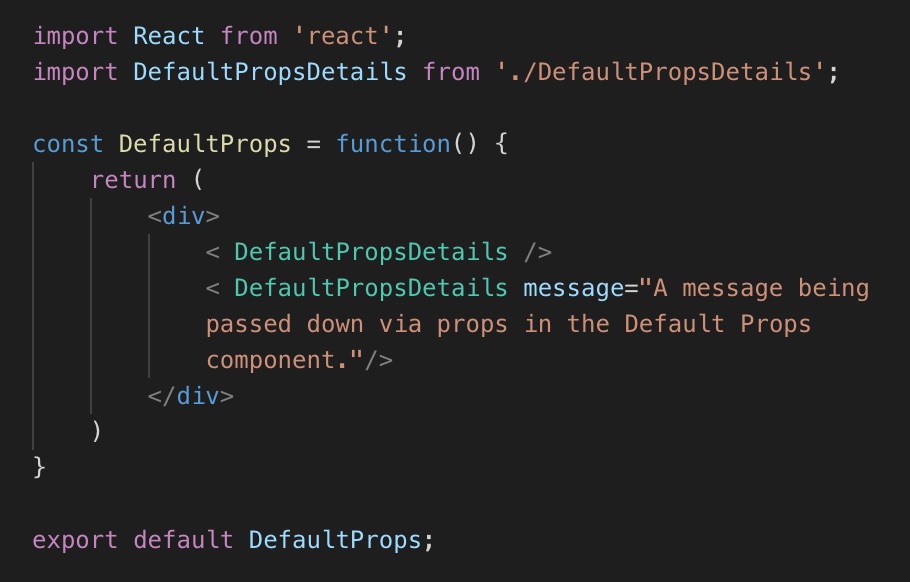 import React from 'react';
import DefaultPropsDetails from './DefaultPropsDetails';
const DefaultProps = function() {
return (
<div>
< DefaultPropsDetails />
< DefaultPropsDetails message="A message being
passed down via props in the Default Props
component."/>
</div>
)
}
export default DefaultProps;